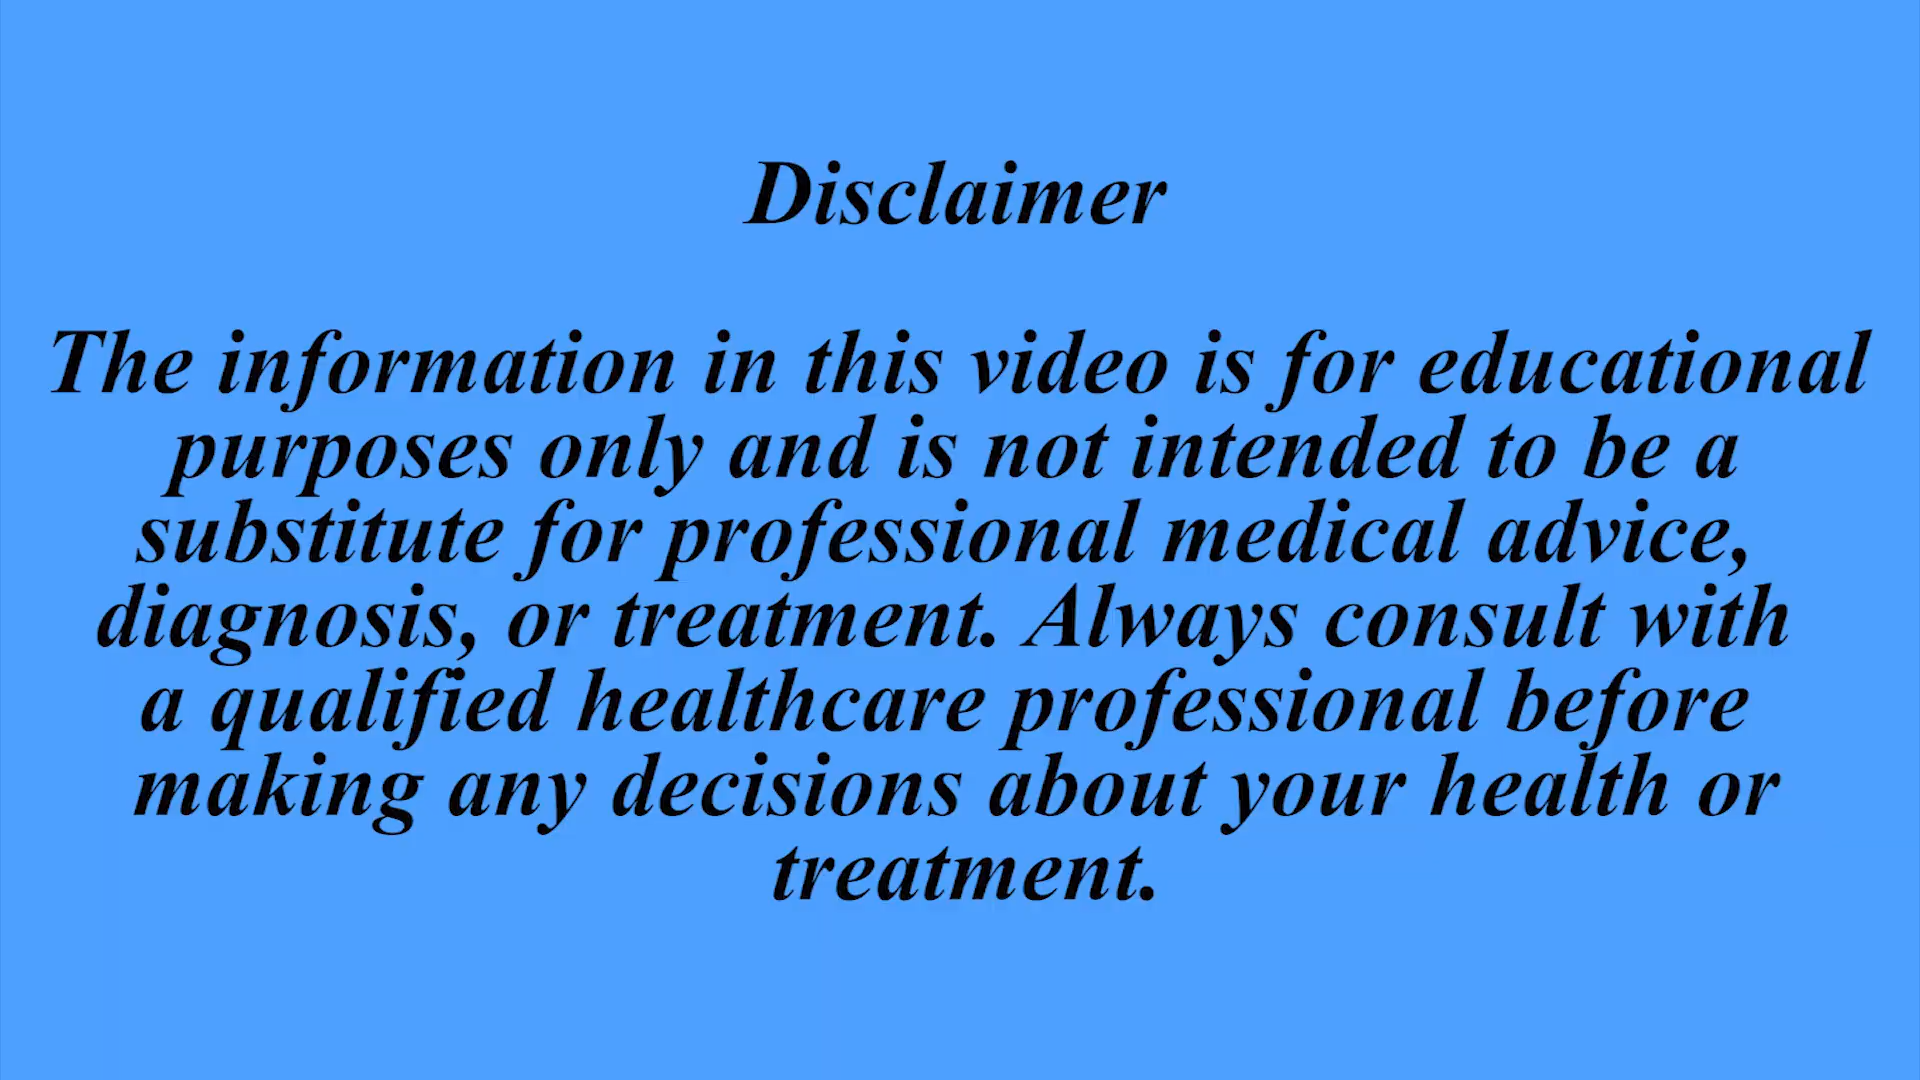 Disclaimer
The information in this video is for educational
purposes only and is not intended to be a
substitute for professional medical advice,
diagnosis, or treatment. Always consult with
a qualified healthcare professional before
making any decisions about your health or
treatment.